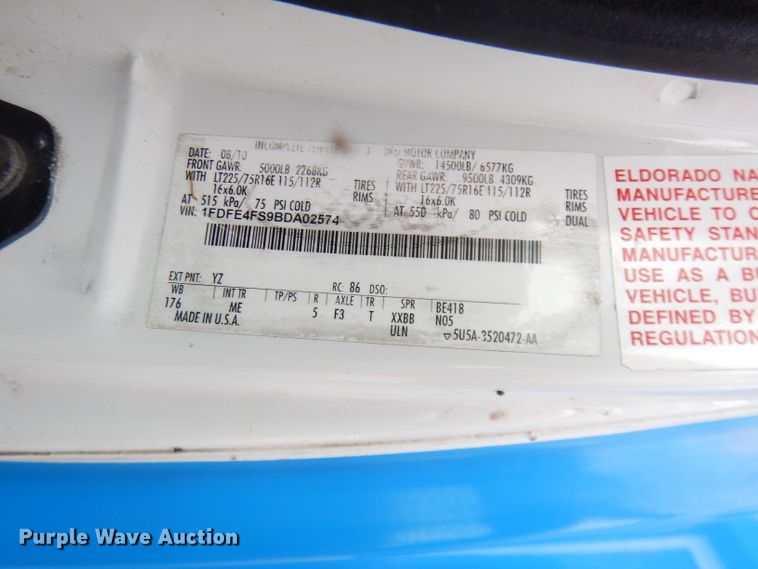 INCOMPLETE MOTOR COMPANY
DATE: 08/10 GVWR: 14500LB/ 6577KG
FRONT GAWR: 5000LB 2268KG REAR GAWR: 9500LB 4309KG
WITH LT225/75R16E 115/112R TIRES WITH LT225/75R16E 115/112R TIRES
16x6.0K RIMS 16x6.0K RIMS
AT 515 kPa/ 75 PSI COLD AT 550 kPa/ 80 PSI COLD DUAL
VIN: 1FDFE4FS9BDA02574
EXT PNT: YZ RC: 86 DSO:
WB INT TR TP/PS R AXLE TR SPR BE418
176 ME 5 F3 T XXBB N05
MADE IN U.S.A. ULN 5U5A-3520472-AA
ELDORADO NA
MANUFACTURE
VEHICLE TO C
SAFETY STAN
MANUFACTUR
USE AS A B
VEHICLE, BU
DEFINED BY
REGULATION
Purple Wave Auction